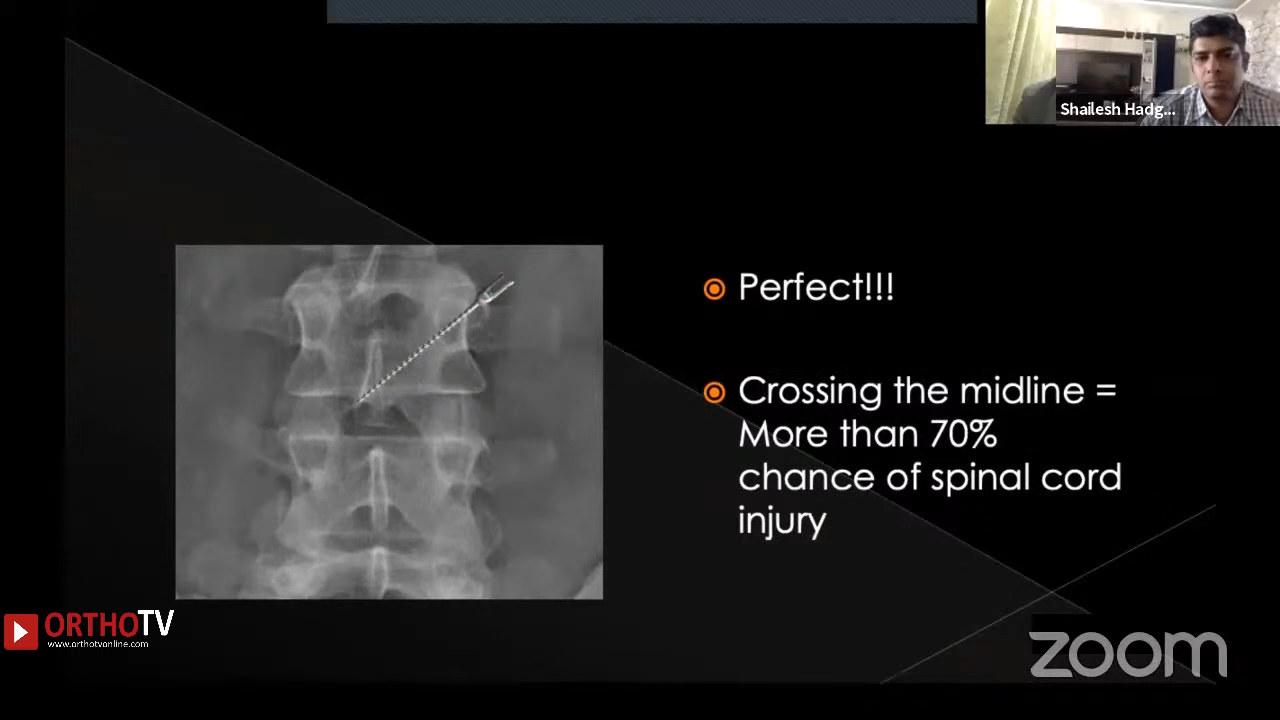 Shailesh Hadg...
Perfect!!!
Crossing the midline =
More than 70%
chance of spinal cord
injury
ORTHOTV
www.orthotvonline.com
zoom